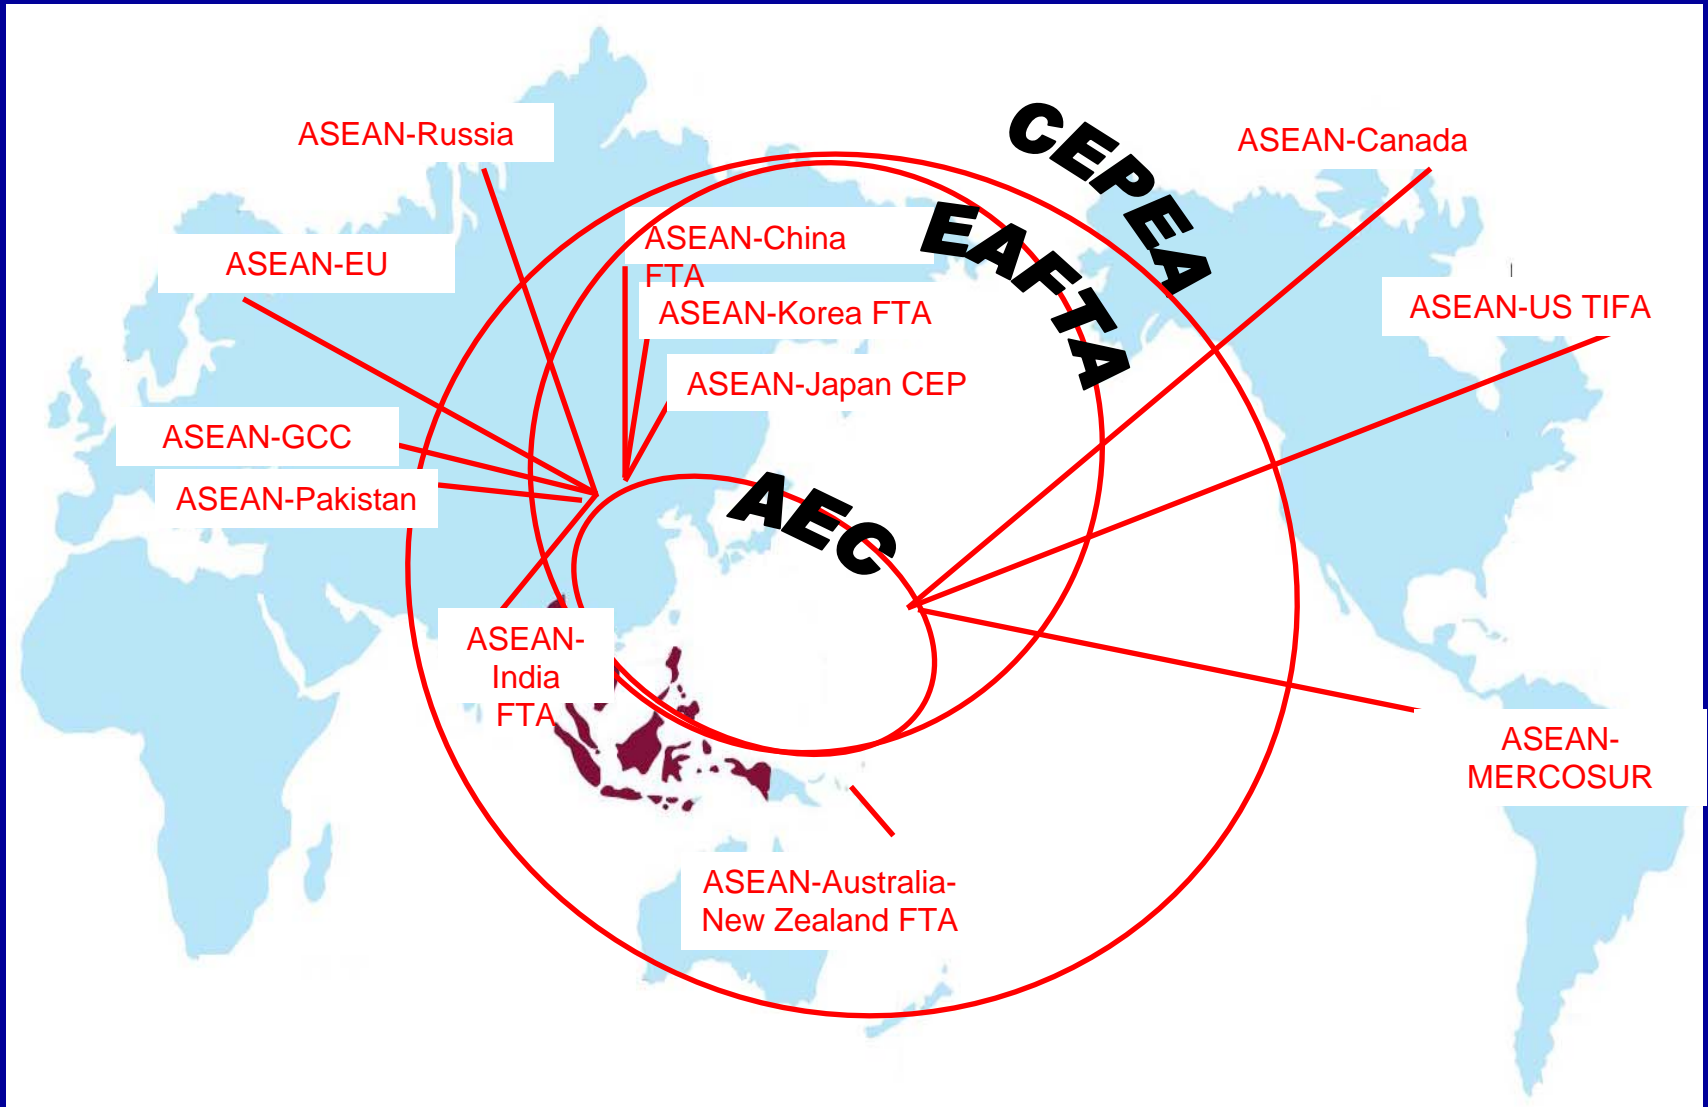 CEPEA
ASEAN-Russia
ASEAN-Canada
EAFTA
ASEAN-China
FTA
ASEAN-EU
ASEAN-Korea FTA
ASEAN-US TIFA
ASEAN-Japan CEP
ASEAN-GCC
ASEAN-Pakistan
AEC
ASEAN-
India
FTA
ASEAN-
MERCOSUR
ASEAN-Australia-
New Zealand FTA